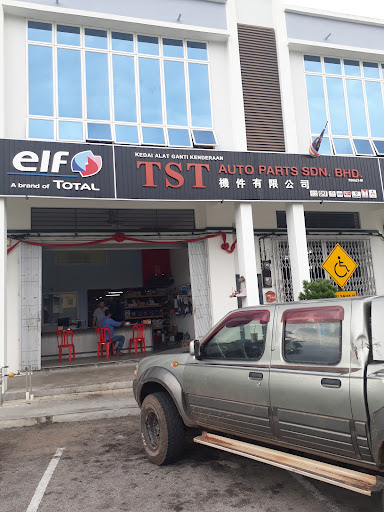 elf
A brand of TOTAL
KEDAI ALAT GANTI KENDERAAN
TST AUTO PARTS SDN. BHD.
機件有限公司